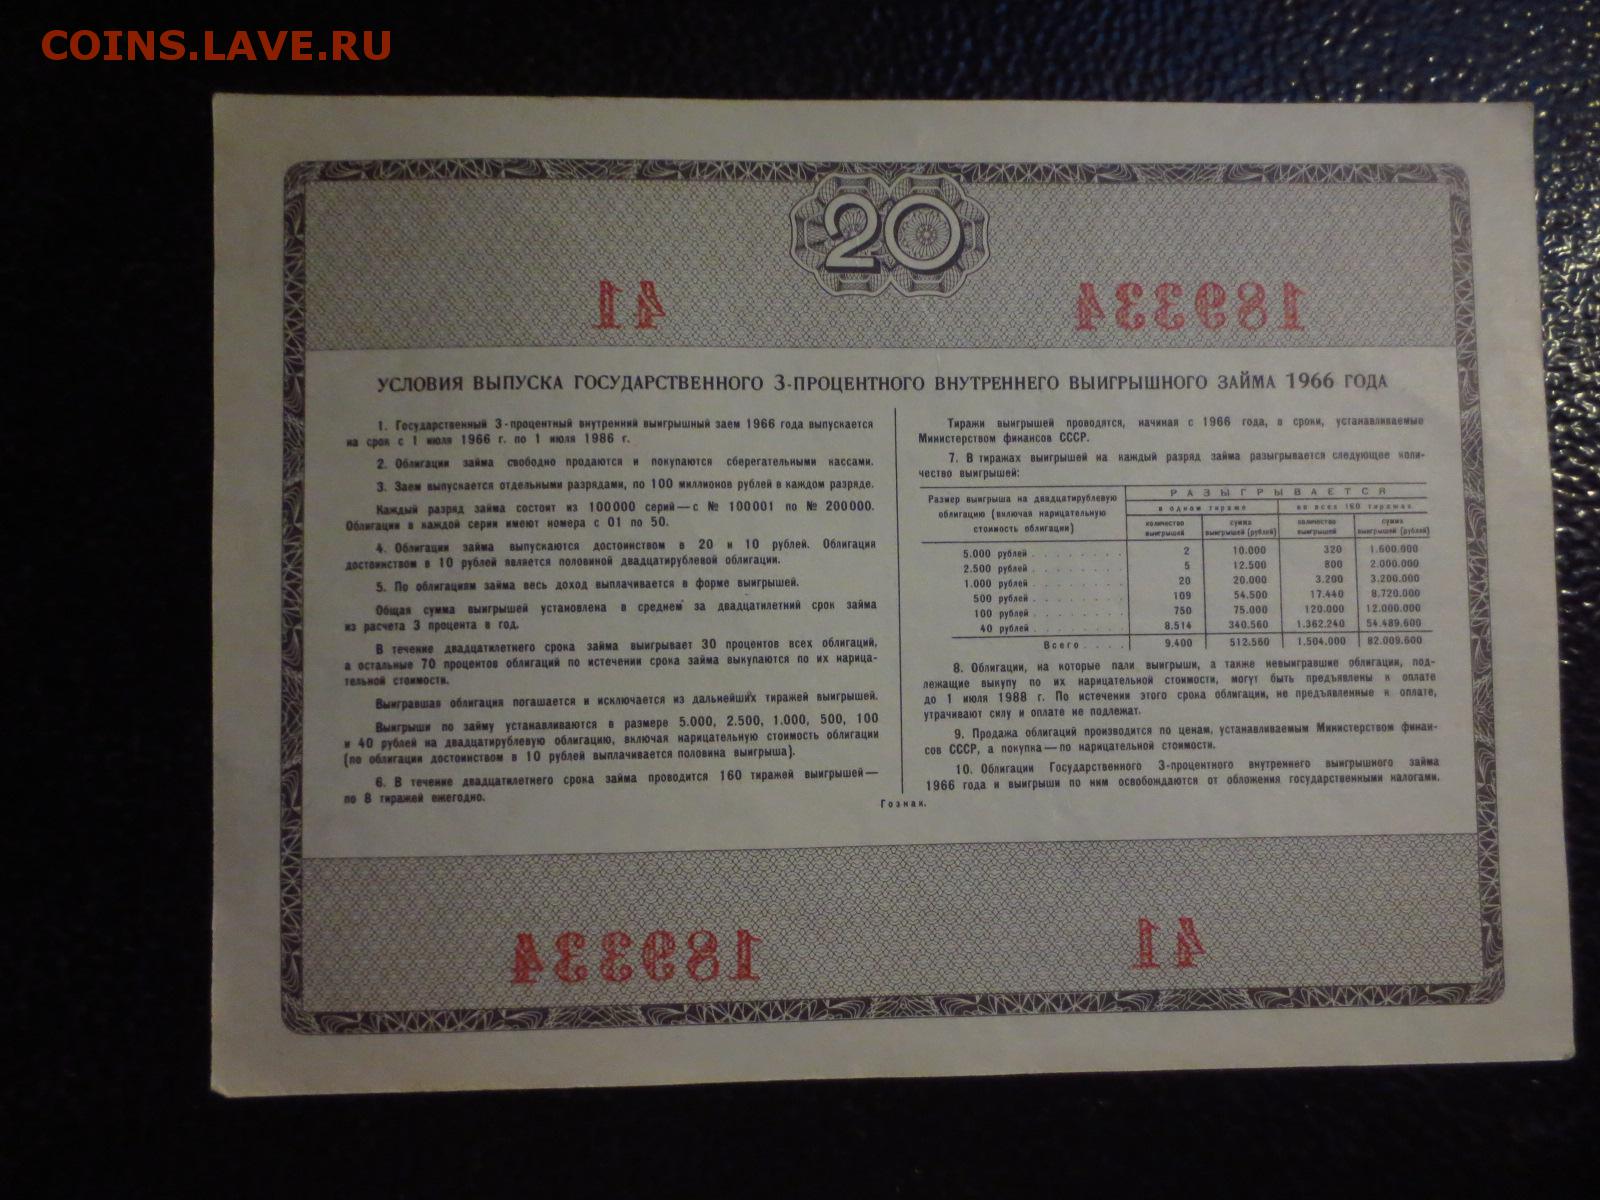 COINS.LAVE.RU
20
41 189334
УСЛОВИЯ ВЫПУСКА ГОСУДАРСТВЕННОГО 3-ПРОЦЕНТНОГО ВНУТРЕННЕГО ВЫИГРЫШНОГО ЗАЙМА 1966 ГОДА
1. Государственный 3-процентный внутренний выигрышный заем 1966 года выпускается
на срок с 1 июля 1966 г. по 1 июля 1986 г.
2. Облигации займа свободно продаются и покупаются сберегательными кассами.
3. Заем выпускается отдельными разрядами, по 100 миллионов рублей в каждом разряде.
Каждый разряд займа состоит из 100000 серий — с № 100001 по № 200000.
Облигации в каждой серии имеют номера с 01 по 50.
4. Облигации займа выпускаются достоинством в 20 и 10 рублей. Облигация
достоинством в 10 рублей является половиной двадцатирублевой облигации.
5. По облигациям займа весь доход выплачивается в форме выигрышей.
Общая сумма выигрышей установлена в среднем за двадцатилетний срок займа
из расчета 3 процента в год.
В течение двадцатилетнего срока займа выигрывает 30 процентов всех облигаций,
а остальные 70 процентов облигаций по истечении срока займа выкупаются по их нарица-
тельной стоимости.
Выигравшая облигация погашается и исключается из дальнейших тиражей выигрышей.
Выигрыши по займу устанавливаются в размере 5.000, 2.500, 1.000, 500, 100
и 40 рублей на двадцатирублевую облигацию, включая нарицательную стоимость облигации
(по облигации достоинством в 10 рублей выплачивается половина выигрыша).
6. В течение двадцатилетнего срока займа проводится 160 тиражей выигрышей —
по 8 тиражей ежегодно.
Тиражи выигрышей проводятся, начиная с 1966 года, в сроки, устанавливаемые
Министерством финансов СССР.
7. В тиражах выигрышей на каждый разряд займа разыгрывается следующее коли-
чество выигрышей:
Размер выигрыша на двадцатирублевую
облигацию (включая нарицательную
стоимость облигации)
РАЗЫГРЫВАЕТСЯ
в одном тираже во всех 160 тиражах
количество выигрышей сумма выигрышей (рублей) количество выигрышей сумма выигрышей (рублей)
5.000 рублей . . . . . . . . 2 10.000 320 1.600.000
2.500 рублей . . . . . . . . 5 12.500 800 2.000.000
1.000 рублей . . . . . . . . 20 20.000 3.200 3.200.000
500 рублей . . . . . . . . 109 54.500 17.440 8.720.000
100 рублей . . . . . . . . 750 75.000 120.000 12.000.000
40 рублей . . . . . . . . 8.514 340.560 1.362.240 54.489.600
Всего . . . . 9.400 512.560 1.504.000 82.009.600
8. Облигации, на которые пали выигрыши, а также невыигравшие облигации, под-
лежащие выкупу по их нарицательной стоимости, могут быть предъявлены к оплате
до 1 июля 1988 г. По истечении этого срока облигации, не предъявленные к оплате,
утрачивают силу и оплате не подлежат.
9. Продажа облигаций производится по ценам, устанавливаемым Министерством финан-
сов СССР, а покупка — по нарицательной стоимости.
10. Облигации Государственного 3-процентного внутреннего выигрышного займа
1966 года и выигрыши по ним освобождаются от обложения государственными налогами.
Гознак.
189334 41